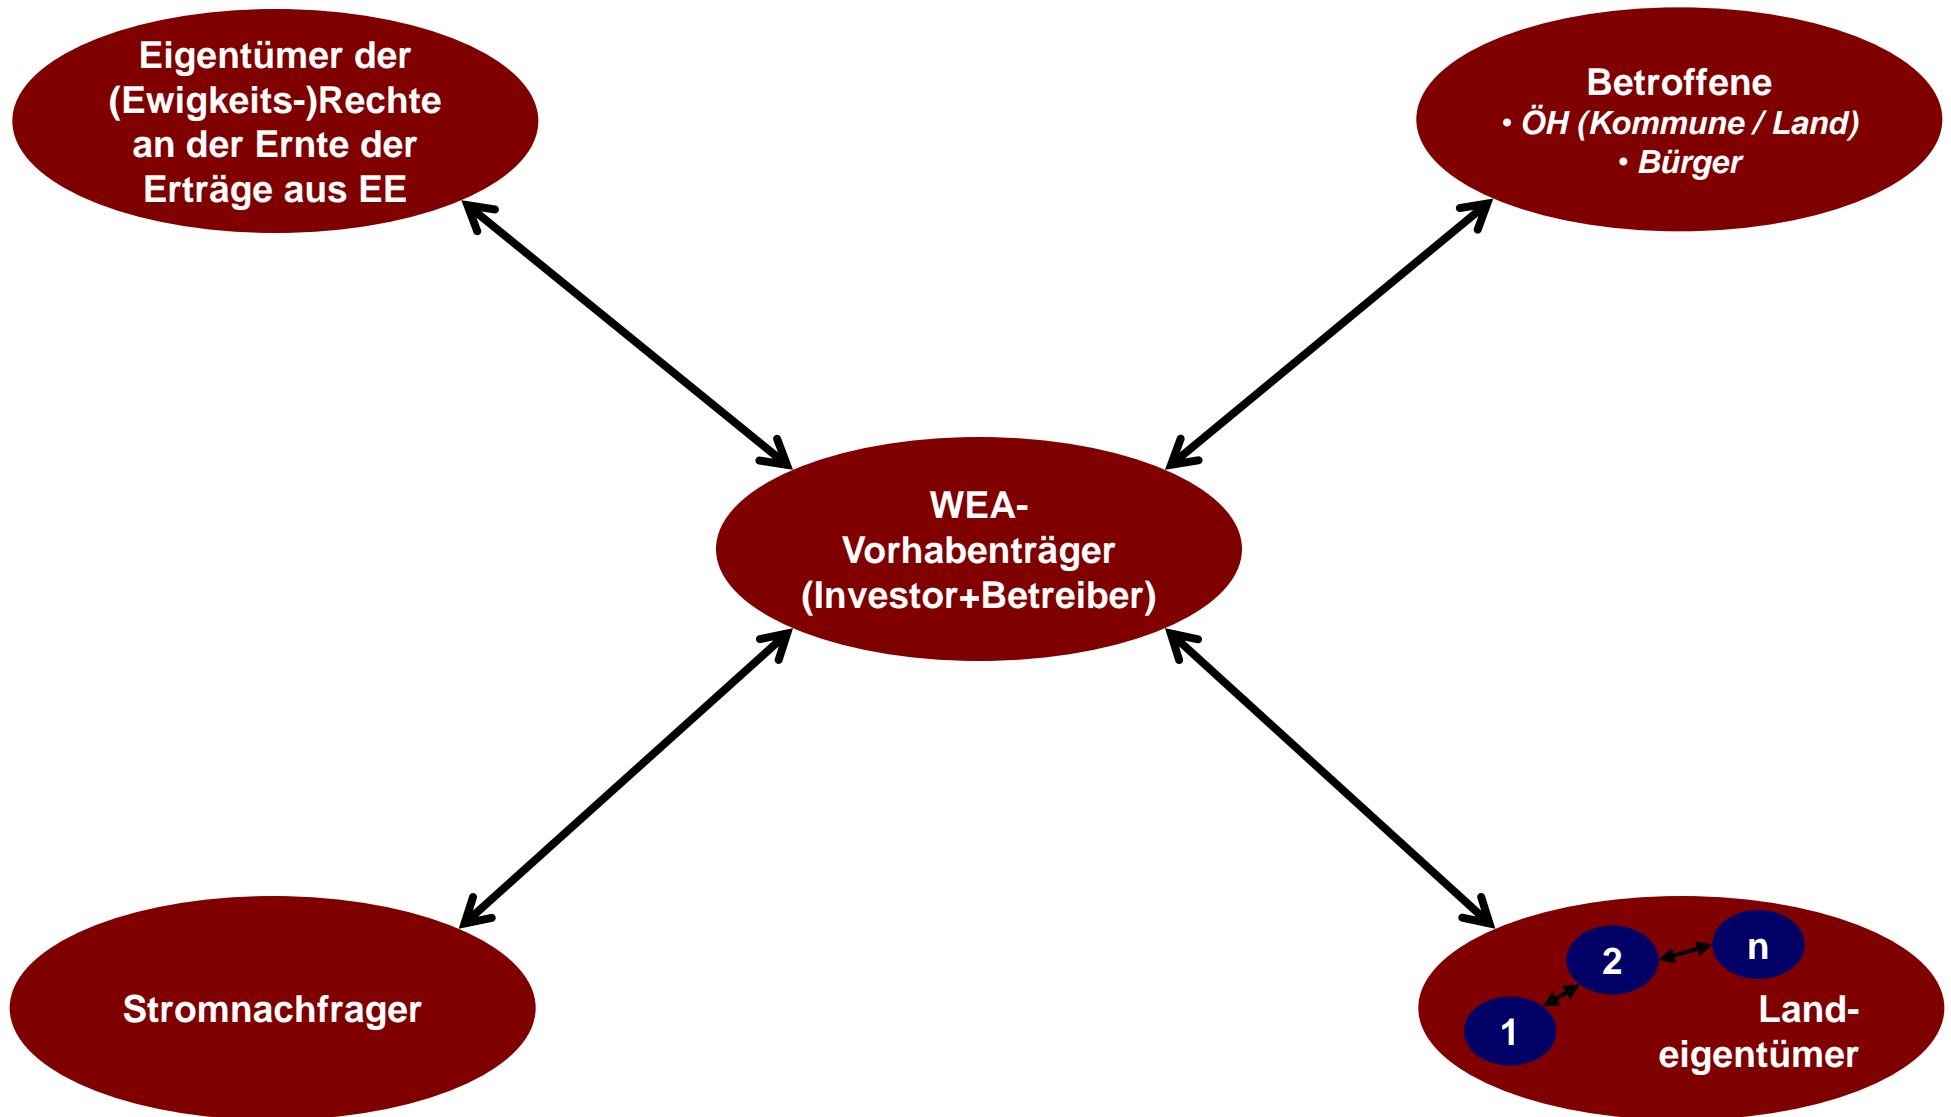 Eigentümer der
(Ewigkeits-)Rechte
an der Ernte der
Erträge aus EE
Betroffene
• ÖH (Kommune / Land)
• Bürger
WEA-
Vorhabenträger
(Investor+Betreiber)
Stromnachfrager
1
2
n
Land-
eigentümer